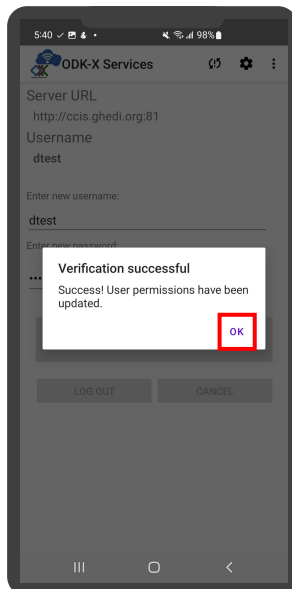 5:40
98%
ODK-X Services
Server URL
http://ccis.ghedi.org:81
Username
dtest
Enter new username:
dtest
Enter new password:
Verification successful
Success! User permissions have been
updated.
OK
LOG OUT
CANCEL